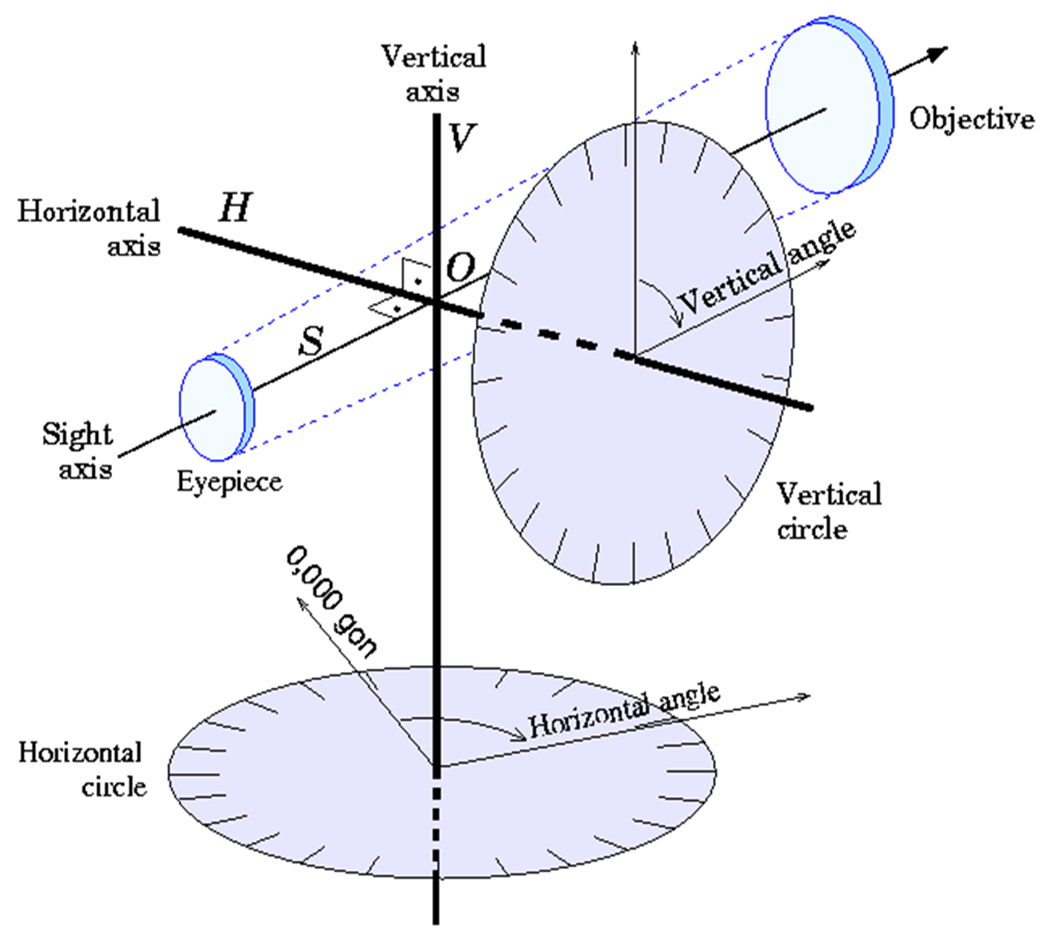 Vertical
axis
V
Objective
H
Horizontal
axis
O
Vertical angle
S
Sight
axis
Eyepiece
Vertical
circle
0,000 gon
Horizontal angle
Horizontal
circle